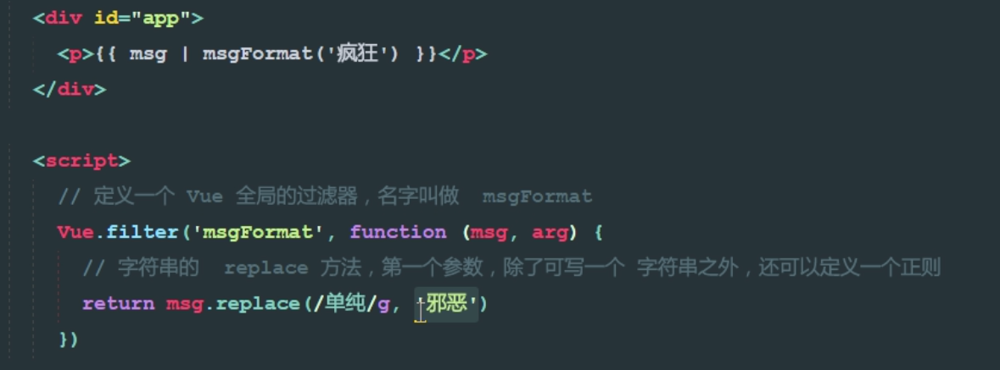 <div id="app">
<p>{{ msg | msgFormat('疯狂') }}</p>
</div>
<script>
// 定义一个 Vue 全局的过滤器，名字叫做 msgFormat
Vue.filter('msgFormat', function (msg, arg) {
// 字符串的 replace 方法，第一个参数，除了可写一个 字符串之外，还可以定义一个正则
return msg.replace(/单纯/g, '邪恶')
})